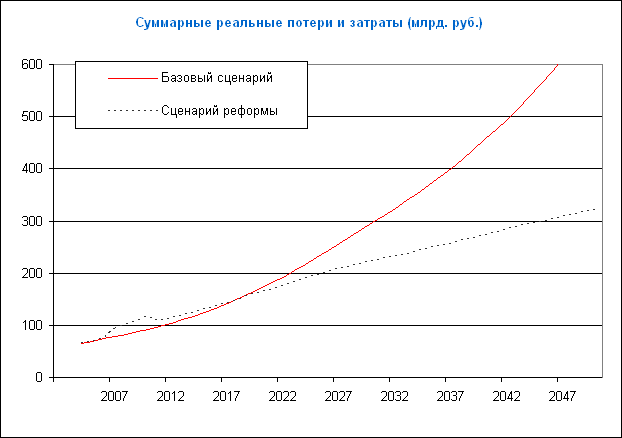 Суммарные реальные потери и затраты (млрд. руб.)
600
Базовый сценарий
500
Сценарий реформы
400
300
200
100
0
2007 2012 2017 2022 2027 2032 2037 2042 2047